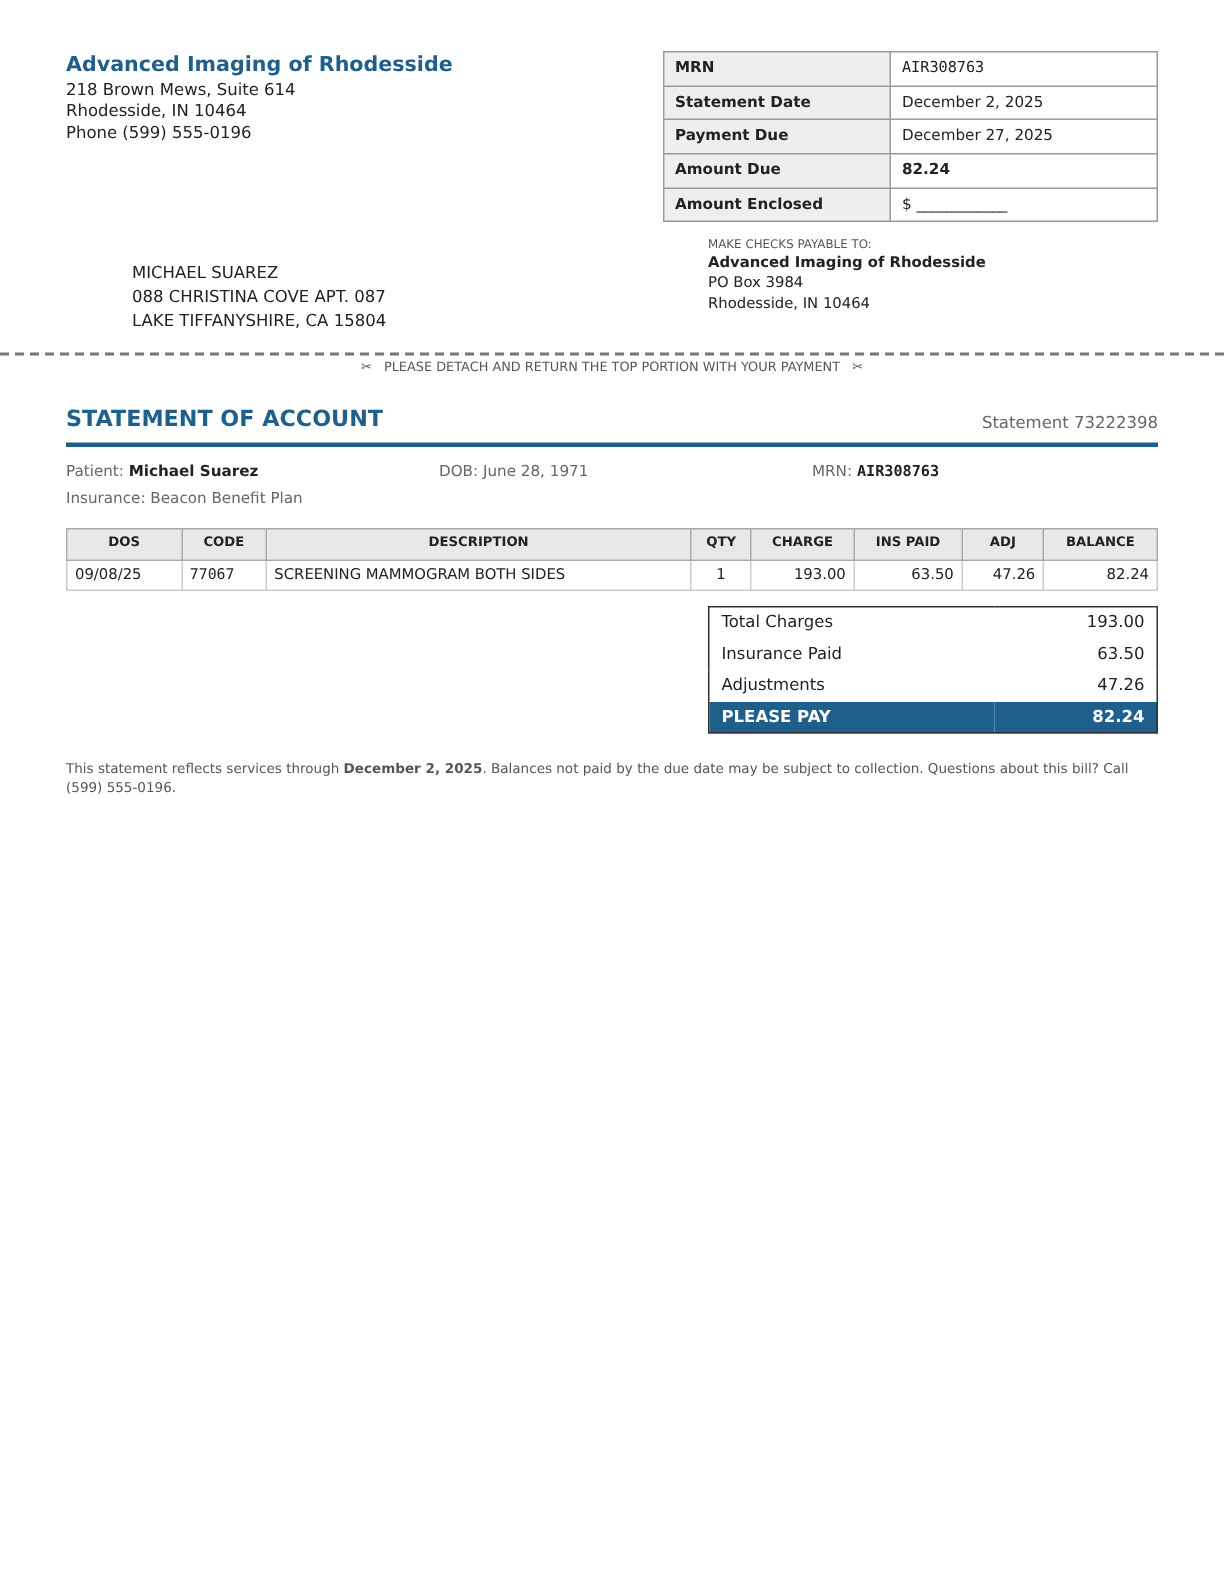 Advanced Imaging of Rhodesside
218 Brown Mews, Suite 614
Rhodesside, IN 10464
Phone (599) 555-0196
MRN AIR308763
Statement Date December 2, 2025
Payment Due December 27, 2025
Amount Due 82.24
Amount Enclosed $ ____________
MICHAEL SUAREZ
088 CHRISTINA COVE APT. 087
LAKE TIFFANYSHIRE, CA 15804
MAKE CHECKS PAYABLE TO:
Advanced Imaging of Rhodesside
PO Box 3984
Rhodesside, IN 10464
✂ PLEASE DETACH AND RETURN THE TOP PORTION WITH YOUR PAYMENT ✂
STATEMENT OF ACCOUNT Statement 73222398
Patient: Michael Suarez DOB: June 28, 1971 MRN: AIR308763
Insurance: Beacon Benefit Plan
DOS CODE DESCRIPTION QTY CHARGE INS PAID ADJ BALANCE
09/08/25 77067 SCREENING MAMMOGRAM BOTH SIDES 1 193.00 63.50 47.26 82.24
Total Charges 193.00
Insurance Paid 63.50
Adjustments 47.26
PLEASE PAY 82.24
This statement reflects services through December 2, 2025. Balances not paid by the due date may be subject to collection. Questions about this bill? Call
(599) 555-0196.